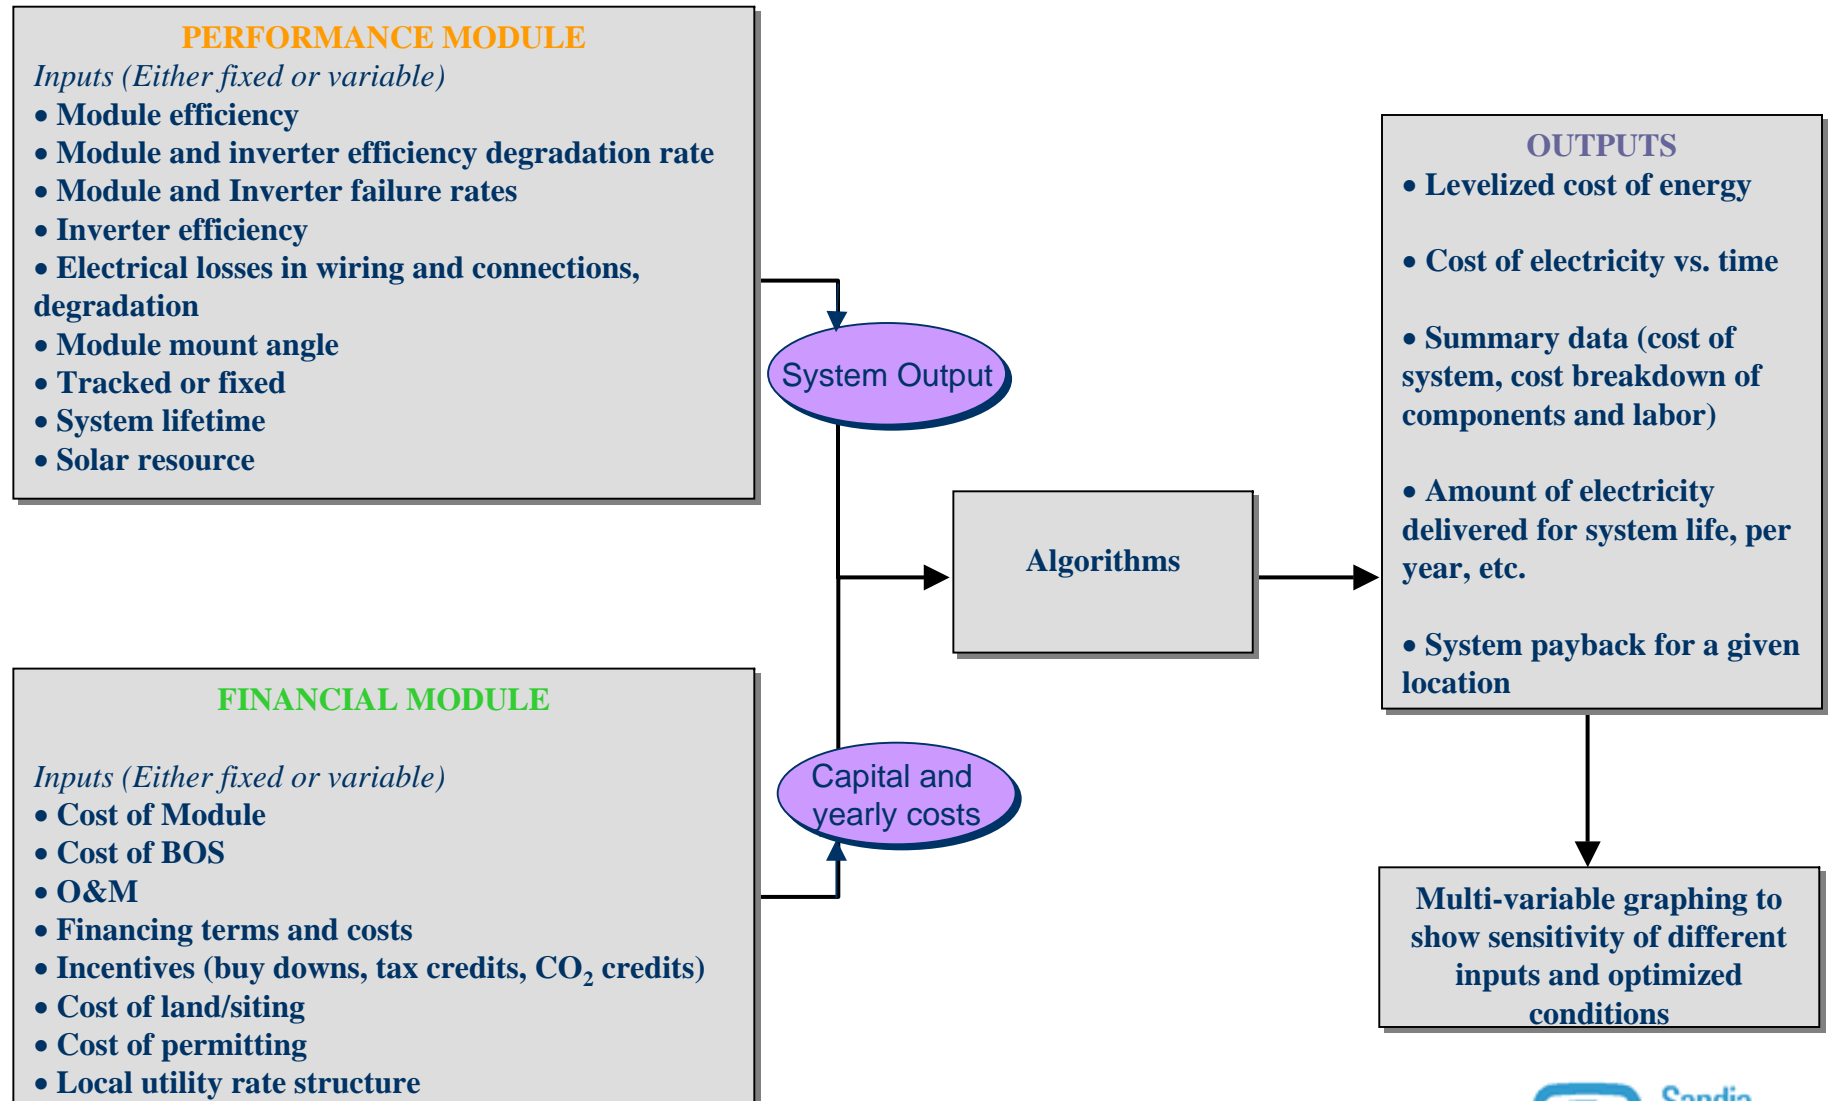 PERFORMANCE MODULE
Inputs (Either fixed or variable)
• Module efficiency
• Module and inverter efficiency degradation rate
• Module and Inverter failure rates
• Inverter efficiency
• Electrical losses in wiring and connections,
degradation
• Module mount angle
• Tracked or fixed
• System lifetime
• Solar resource
System Output
FINANCIAL MODULE
Inputs (Either fixed or variable)
• Cost of Module
• Cost of BOS
• O&M
• Financing terms and costs
• Incentives (buy downs, tax credits, CO₂ credits)
• Cost of land/siting
• Cost of permitting
• Local utility rate structure
Capital and
yearly costs
Algorithms
OUTPUTS
• Levelized cost of energy
• Cost of electricity vs. time
• Summary data (cost of
system, cost breakdown of
components and labor)
• Amount of electricity
delivered for system life, per
year, etc.
• System payback for a given
location
Multi-variable graphing to
show sensitivity of different
inputs and optimized
conditions
Sandia